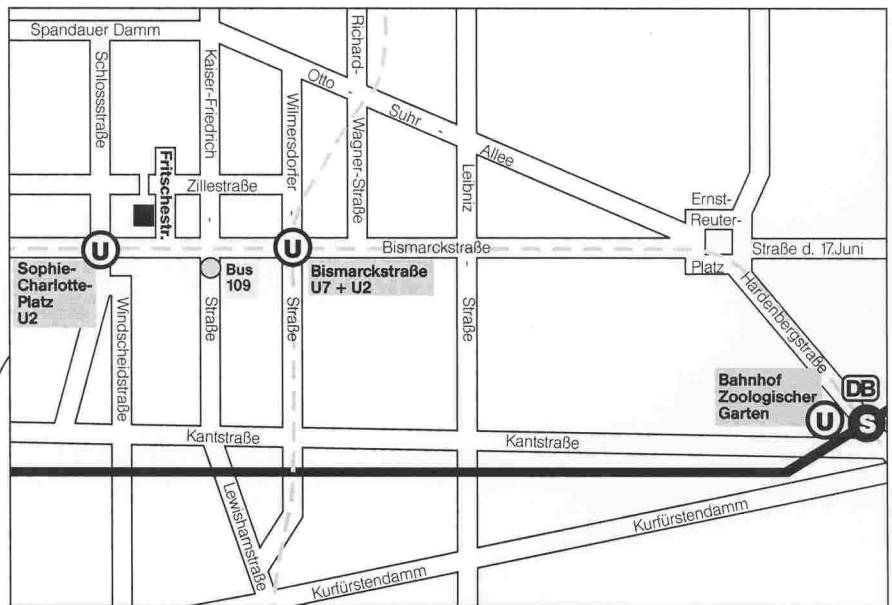 Spandauer Damm
Schlossstraße
Kaiser-Friedrich
-
Straße
Wilmersdorfer -
Straße
Richard-
Wagner-Straße
Otto -
Suhr -
Allee
Leibniz
-
Straße
Fritschestr.
Zillestraße
Ernst-
Reuter-
Platz
U
U
Bismarckstraße
Straße d. 17.Juni
Sophie-
Charlotte-
Platz
U2
Bus
109
Bismarckstraße
U7 + U2
Windscheidstraße
Hardenbergstraße
Bahnhof
Zoologischer
Garten
DB
U
S
Kantstraße
Kantstraße
Lewishamstraße
Kurfürstendamm
Kurfürstendamm